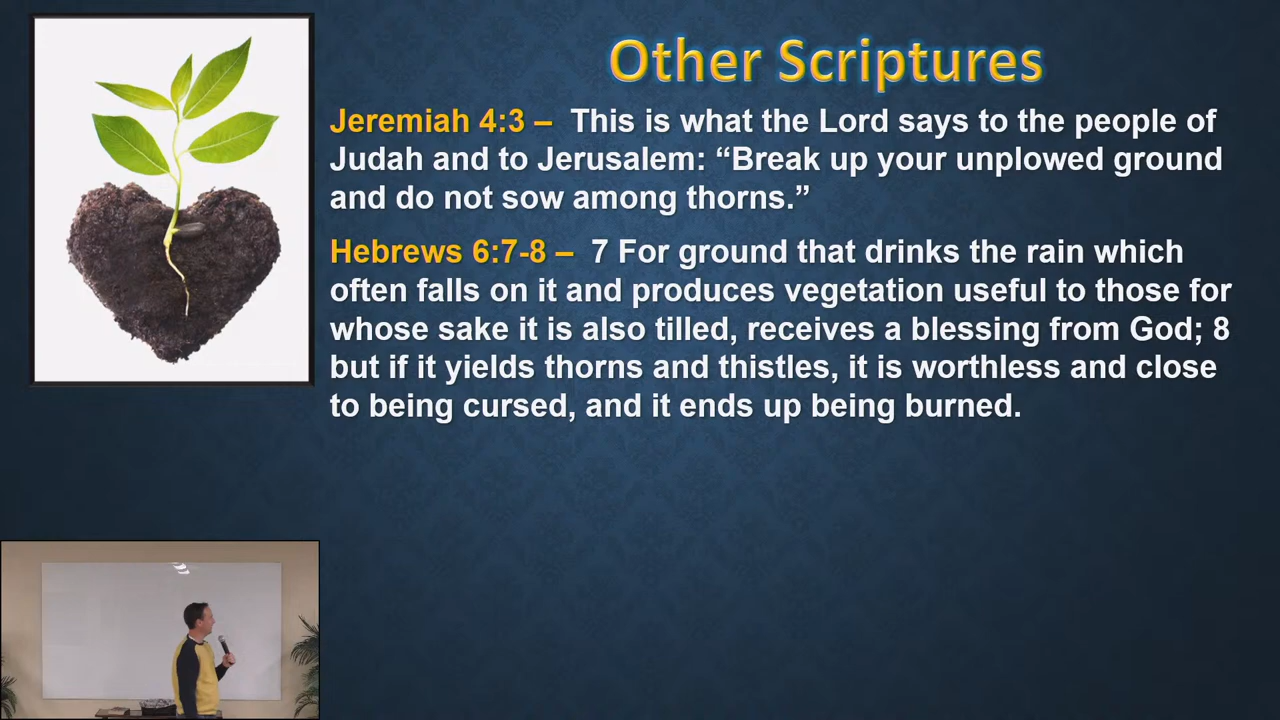 Other Scriptures
Jeremiah 4:3 – This is what the Lord says to the people of
Judah and to Jerusalem: “Break up your unplowed ground
and do not sow among thorns.”
Hebrews 6:7-8 – 7 For ground that drinks the rain which
often falls on it and produces vegetation useful to those for
whose sake it is also tilled, receives a blessing from God; 8
but if it yields thorns and thistles, it is worthless and close
to being cursed, and it ends up being burned.